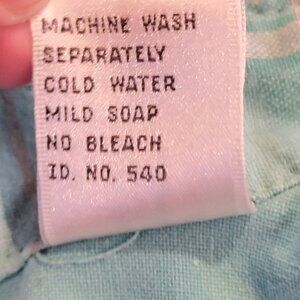 MACHINE WASH
SEPARATELY
COLD WATER
MILD SOAP
NO BLEACH
ID. NO. 540